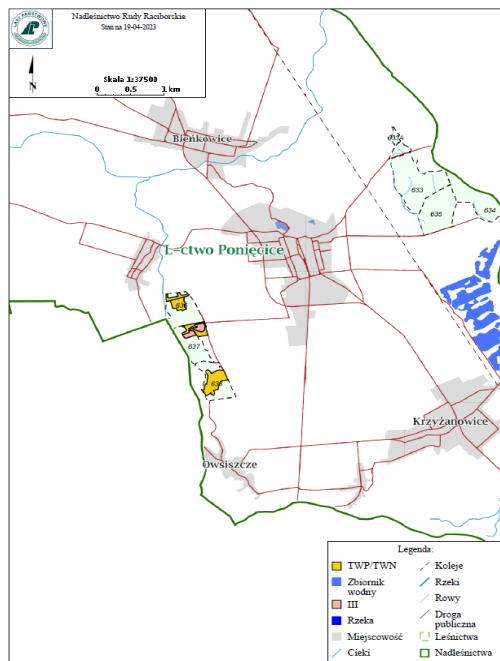 Nadleśnictwo Rudy Raciborskie
Stan na 19-04-2023
N
Skala 1:37500
0 0.5 1 km
Bieńkowice
633
635
634
L-ctwo Ponięcice
637
Krzyżanowice
Owsiszcze
Legenda:
TWP/TWN
Zbiornik
wodny
III
Rzeka
Miejscowość
Cieki
Koleje
Rzeki
Rowy
Droga
publiczna
Leśnictwa
Nadleśnictwa